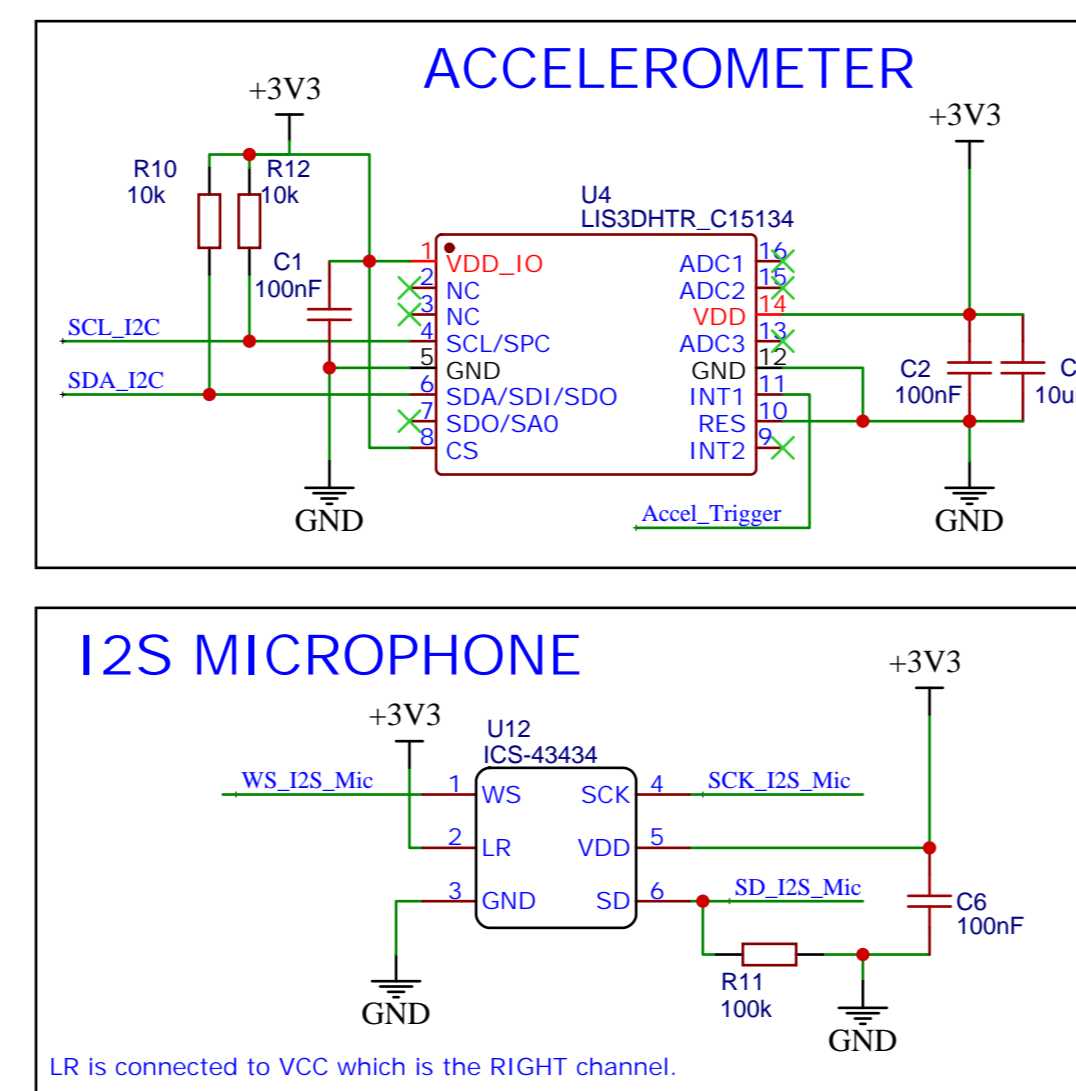 ACCELEROMETER
+3V3
+3V3
R10
10k
R12
10k
U4
LIS3DHTR_C15134
C1
100nF
1
VDD_IO
2
NC
3
NC
4
SCL/SPC
5
GND
6
SDA/SDI/SDO
7
SDO/SA0
8
CS
16
ADC1
15
ADC2
14
VDD
13
ADC3
12
GND
11
INT1
10
RES
9
INT2
SCL_I2C
SDA_I2C
C2
100nF
C
10u
GND
Accel_Trigger
GND
I2S MICROPHONE
+3V3
+3V3
U12
ICS-43434
WS_I2S_Mic
1
WS
2
LR
3
GND
4
SCK
5
VDD
6
SD
SCK_I2S_Mic
SD_I2S_Mic
C6
100nF
R11
100k
GND
GND
LR is connected to VCC which is the RIGHT channel.